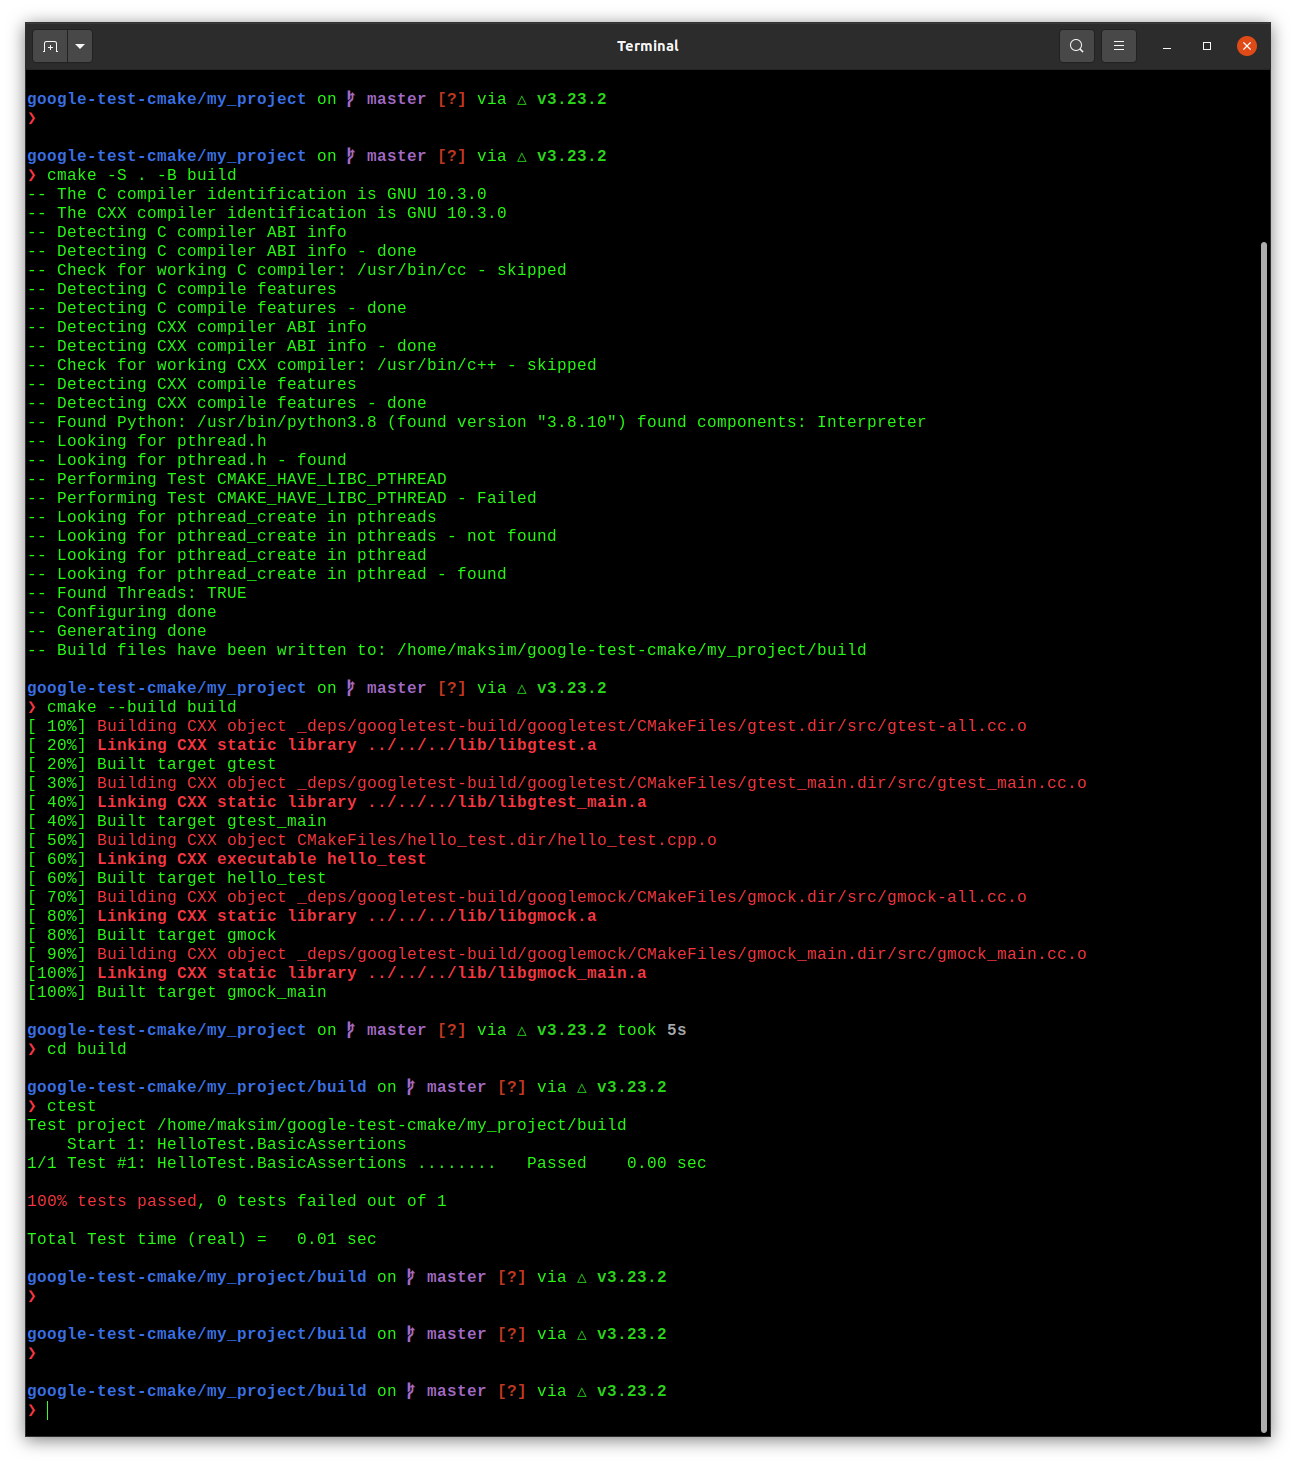 Terminal
google-test-cmake/my_project on master [?] via △ v3.23.2
❯
google-test-cmake/my_project on master [?] via △ v3.23.2
❯ cmake -S . -B build
-- The C compiler identification is GNU 10.3.0
-- The CXX compiler identification is GNU 10.3.0
-- Detecting C compiler ABI info
-- Detecting C compiler ABI info - done
-- Check for working C compiler: /usr/bin/cc - skipped
-- Detecting C compile features
-- Detecting C compile features - done
-- Detecting CXX compiler ABI info
-- Detecting CXX compiler ABI info - done
-- Check for working CXX compiler: /usr/bin/c++ - skipped
-- Detecting CXX compile features
-- Detecting CXX compile features - done
-- Found Python: /usr/bin/python3.8 (found version "3.8.10") found components: Interpreter
-- Looking for pthread.h
-- Looking for pthread.h - found
-- Performing Test CMAKE_HAVE_LIBC_PTHREAD
-- Performing Test CMAKE_HAVE_LIBC_PTHREAD - Failed
-- Looking for pthread_create in pthreads
-- Looking for pthread_create in pthreads - not found
-- Looking for pthread_create in pthread
-- Looking for pthread_create in pthread - found
-- Found Threads: TRUE
-- Configuring done
-- Generating done
-- Build files have been written to: /home/maksim/google-test-cmake/my_project/build
google-test-cmake/my_project on master [?] via △ v3.23.2
❯ cmake --build build
[ 10%] Building CXX object _deps/googletest-build/googletest/CMakeFiles/gtest.dir/src/gtest-all.cc.o
[ 20%] Linking CXX static library ../../../lib/libgtest.a
[ 20%] Built target gtest
[ 30%] Building CXX object _deps/googletest-build/googletest/CMakeFiles/gtest_main.dir/src/gtest_main.cc.o
[ 40%] Linking CXX static library ../../../lib/libgtest_main.a
[ 40%] Built target gtest_main
[ 50%] Building CXX object CMakeFiles/hello_test.dir/hello_test.cpp.o
[ 60%] Linking CXX executable hello_test
[ 60%] Built target hello_test
[ 70%] Building CXX object _deps/googletest-build/googlemock/CMakeFiles/gmock.dir/src/gmock-all.cc.o
[ 80%] Linking CXX static library ../../../lib/libgmock.a
[ 80%] Built target gmock
[ 90%] Building CXX object _deps/googletest-build/googlemock/CMakeFiles/gmock_main.dir/src/gmock_main.cc.o
[100%] Linking CXX static library ../../../lib/libgmock_main.a
[100%] Built target gmock_main
google-test-cmake/my_project on master [?] via △ v3.23.2 took 5s
❯ cd build
google-test-cmake/my_project/build on master [?] via △ v3.23.2
❯ ctest
Test project /home/maksim/google-test-cmake/my_project/build
    Start 1: HelloTest.BasicAssertions
1/1 Test #1: HelloTest.BasicAssertions ........   Passed    0.00 sec
100% tests passed, 0 tests failed out of 1
Total Test time (real) =   0.01 sec
google-test-cmake/my_project/build on master [?] via △ v3.23.2
❯
google-test-cmake/my_project/build on master [?] via △ v3.23.2
❯
google-test-cmake/my_project/build on master [?] via △ v3.23.2
❯